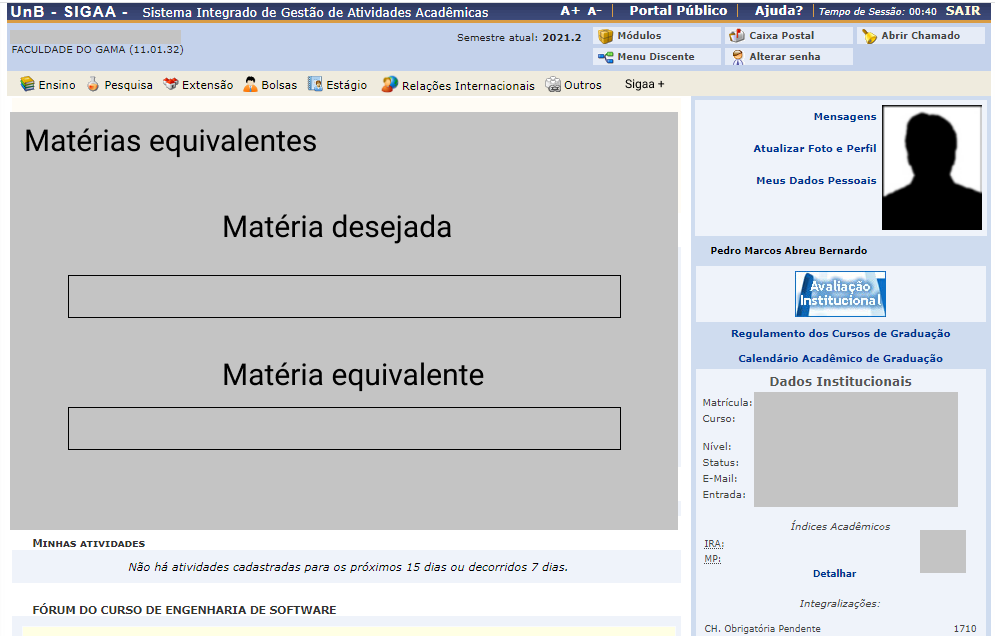 UnB - SIGAA - Sistema Integrado de Gestão de Atividades Acadêmicas A+ A- Portal Público Ajuda? Tempo de Sessão: 00:40 SAIR
FACULDADE DO GAMA (11.01.32)
Semestre atual: 2021.2
Módulos Caixa Postal Abrir Chamado
Menu Discente Alterar senha
Ensino Pesquisa Extensão Bolsas Estágio Relações Internacionais Outros Sigaa +
Matérias equivalentes
Matéria desejada
Matéria equivalente
MINHAS ATIVIDADES
Não há atividades cadastradas para os próximos 15 dias ou decorridos 7 dias.
FÓRUM DO CURSO DE ENGENHARIA DE SOFTWARE
Mensagens
Atualizar Foto e Perfil
Meus Dados Pessoais
Pedro Marcos Abreu Bernardo
Avaliação
Institucional
Regulamento dos Cursos de Graduação
Calendário Acadêmico de Graduação
Dados Institucionais
Matrícula:
Curso:
Nível:
Status:
E-Mail:
Entrada:
Índices Acadêmicos
IRA:
MP:
Detalhar
Integralizações:
CH. Obrigatória Pendente 1710